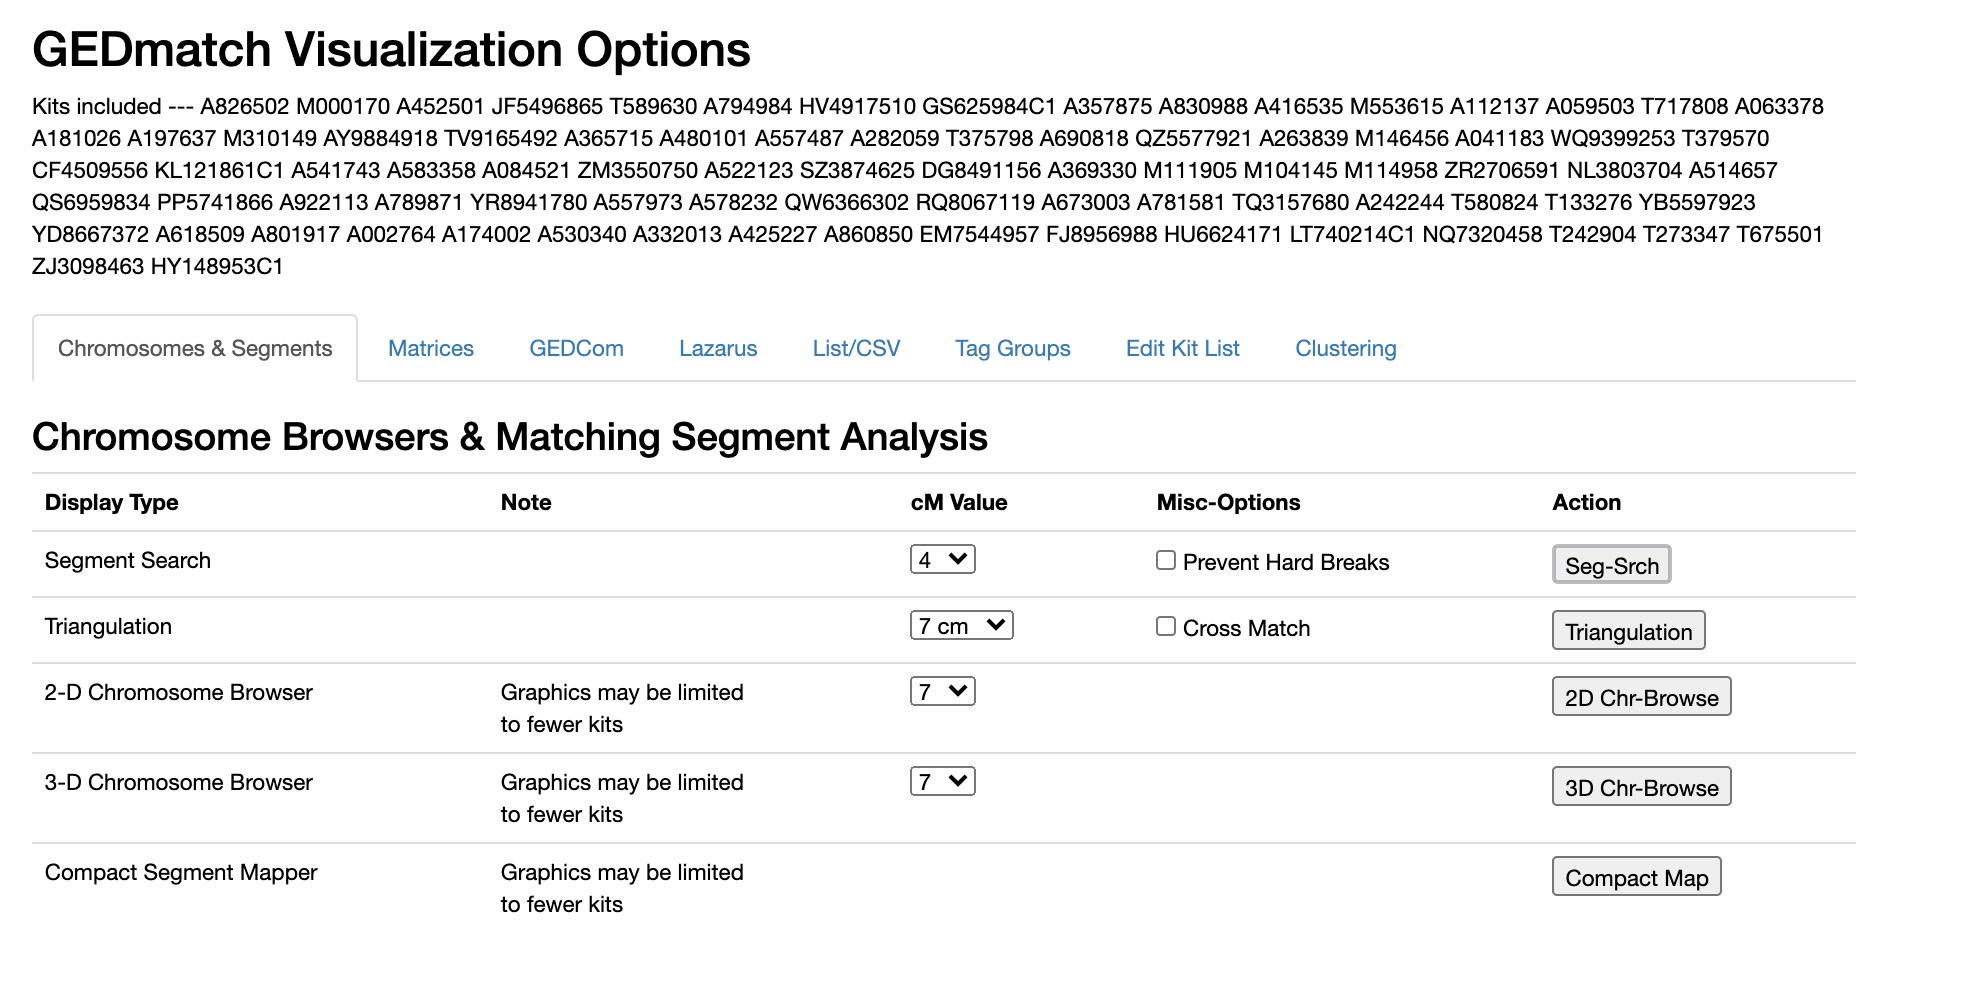 GEDmatch Visualization Options
Kits included --- A826502 M000170 A452501 JF5496865 T589630 A794984 HV4917510 GS625984C1 A357875 A830988 A416535 M553615 A112137 A059503 T717808 A063378
A181026 A197637 M310149 AY9884918 TV9165492 A365715 A480101 A557487 A282059 T375798 A690818 QZ5577921 A263839 M146456 A041183 WQ9399253 T379570
CF4509556 KL121861C1 A541743 A583358 A084521 ZM3550750 A522123 SZ3874625 DG8491156 A369330 M111905 M104145 M114958 ZR2706591 NL3803704 A514657
QS6959834 PP5741866 A922113 A789871 YR8941780 A557973 A578232 QW6366302 RQ8067119 A673003 A781581 TQ3157680 A242244 T580824 T133276 YB5597923
YD8667372 A618509 A801917 A002764 A174002 A530340 A332013 A425227 A860850 EM7544957 FJ8956988 HU6624171 LT740214C1 NQ7320458 T242904 T273347 T675501
ZJ3098463 HY148953C1
Chromosomes & Segments Matrices GEDCom Lazarus List/CSV Tag Groups Edit Kit List Clustering
Chromosome Browsers & Matching Segment Analysis
Display Type Note cM Value Misc-Options Action
Segment Search 4 Prevent Hard Breaks Seg-Srch
Triangulation 7 cm Cross Match Triangulation
2-D Chromosome Browser Graphics may be limited 7 2D Chr-Browse
to fewer kits
3-D Chromosome Browser Graphics may be limited 7 3D Chr-Browse
to fewer kits
Compact Segment Mapper Graphics may be limited Compact Map
to fewer kits